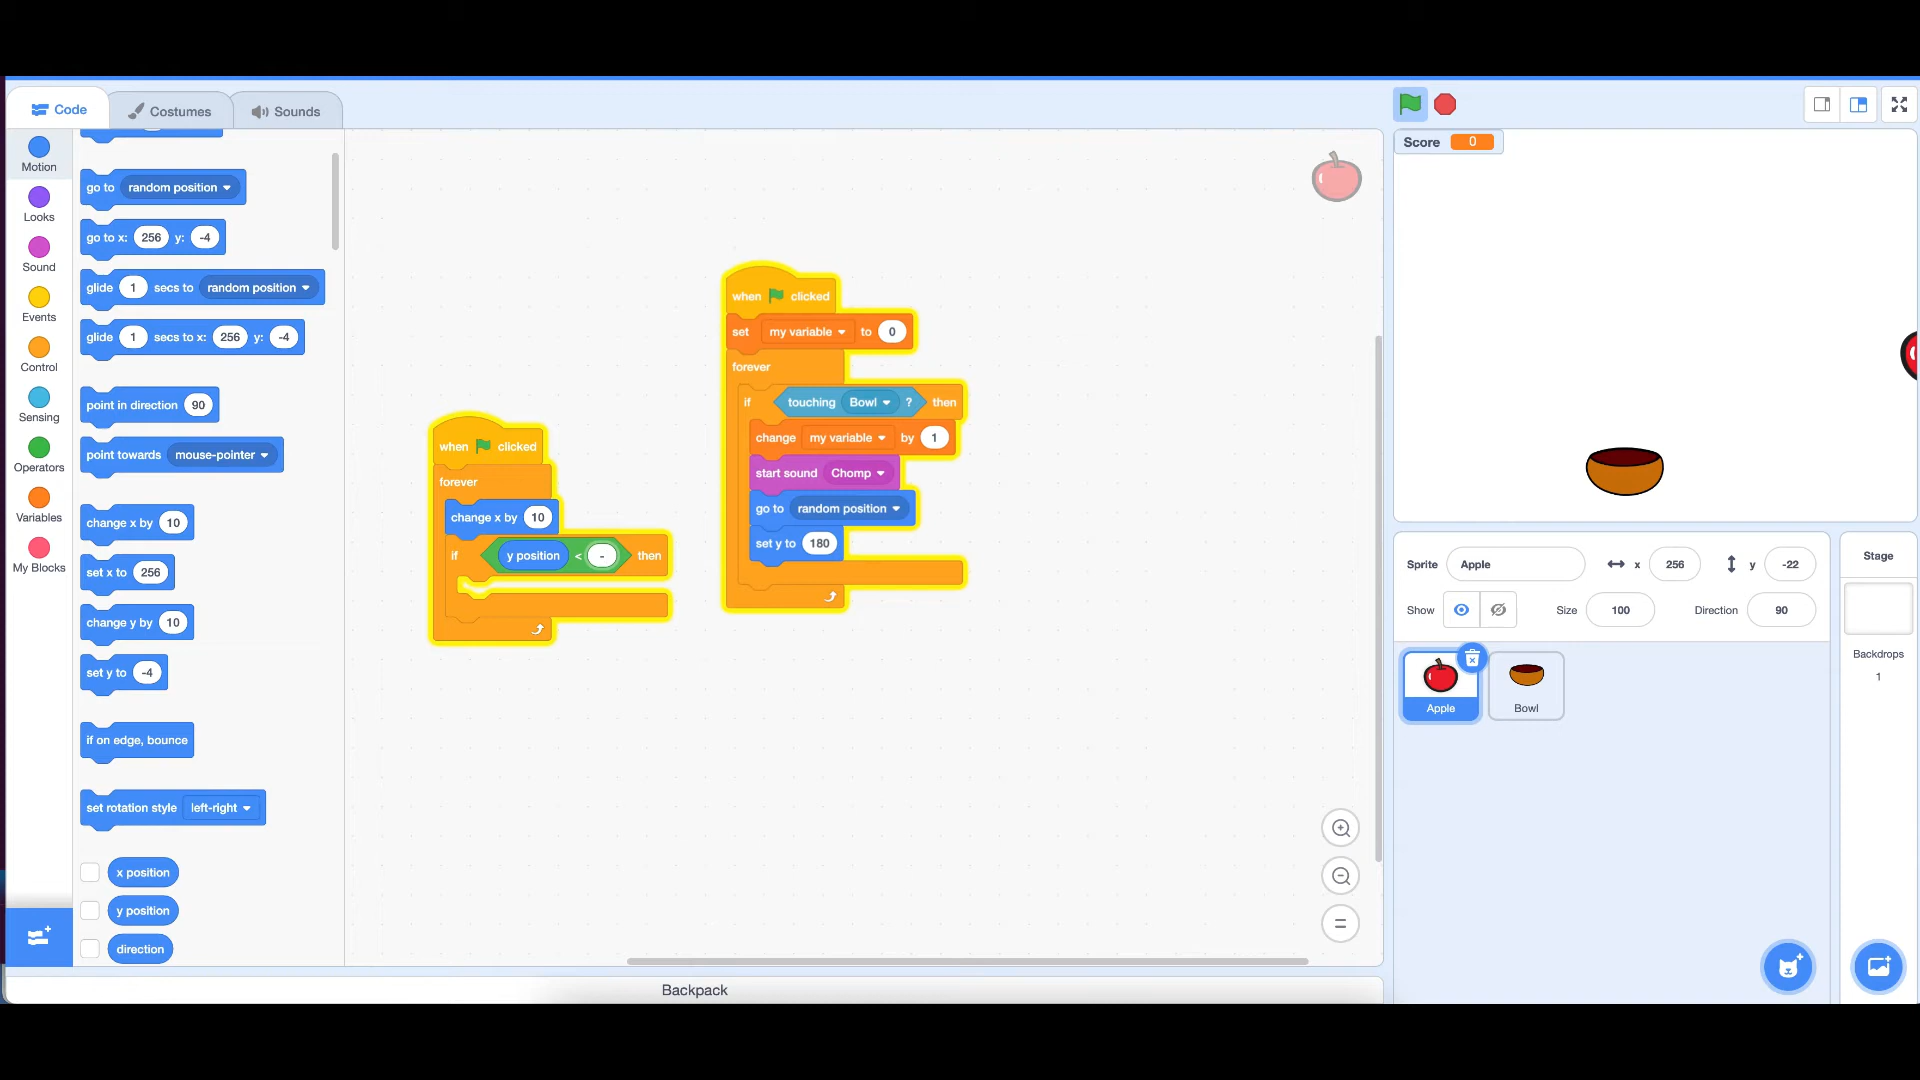 Code
Costumes
Sounds
Motion
Looks
Sound
Events
Control
Sensing
Operators
Variables
My Blocks
go to random position
go to x: 256 y: -4
glide 1 secs to random position
glide 1 secs to x: 256 y: -4
point in direction 90
point towards mouse-pointer
change x by 10
set x to 256
change y by 10
set y to -4
if on edge, bounce
set rotation style left-right
x position
y position
direction
when clicked
forever
change x by 10
if y position < - then
when clicked
set my variable to 0
forever
if touching Bowl ? then
change my variable by 1
start sound Chomp
go to random position
set y to 180
Backpack
Score 0
Sprite Apple x 256 y -22
Show Size 100 Direction 90
Apple
Bowl
Stage
Backdrops
1